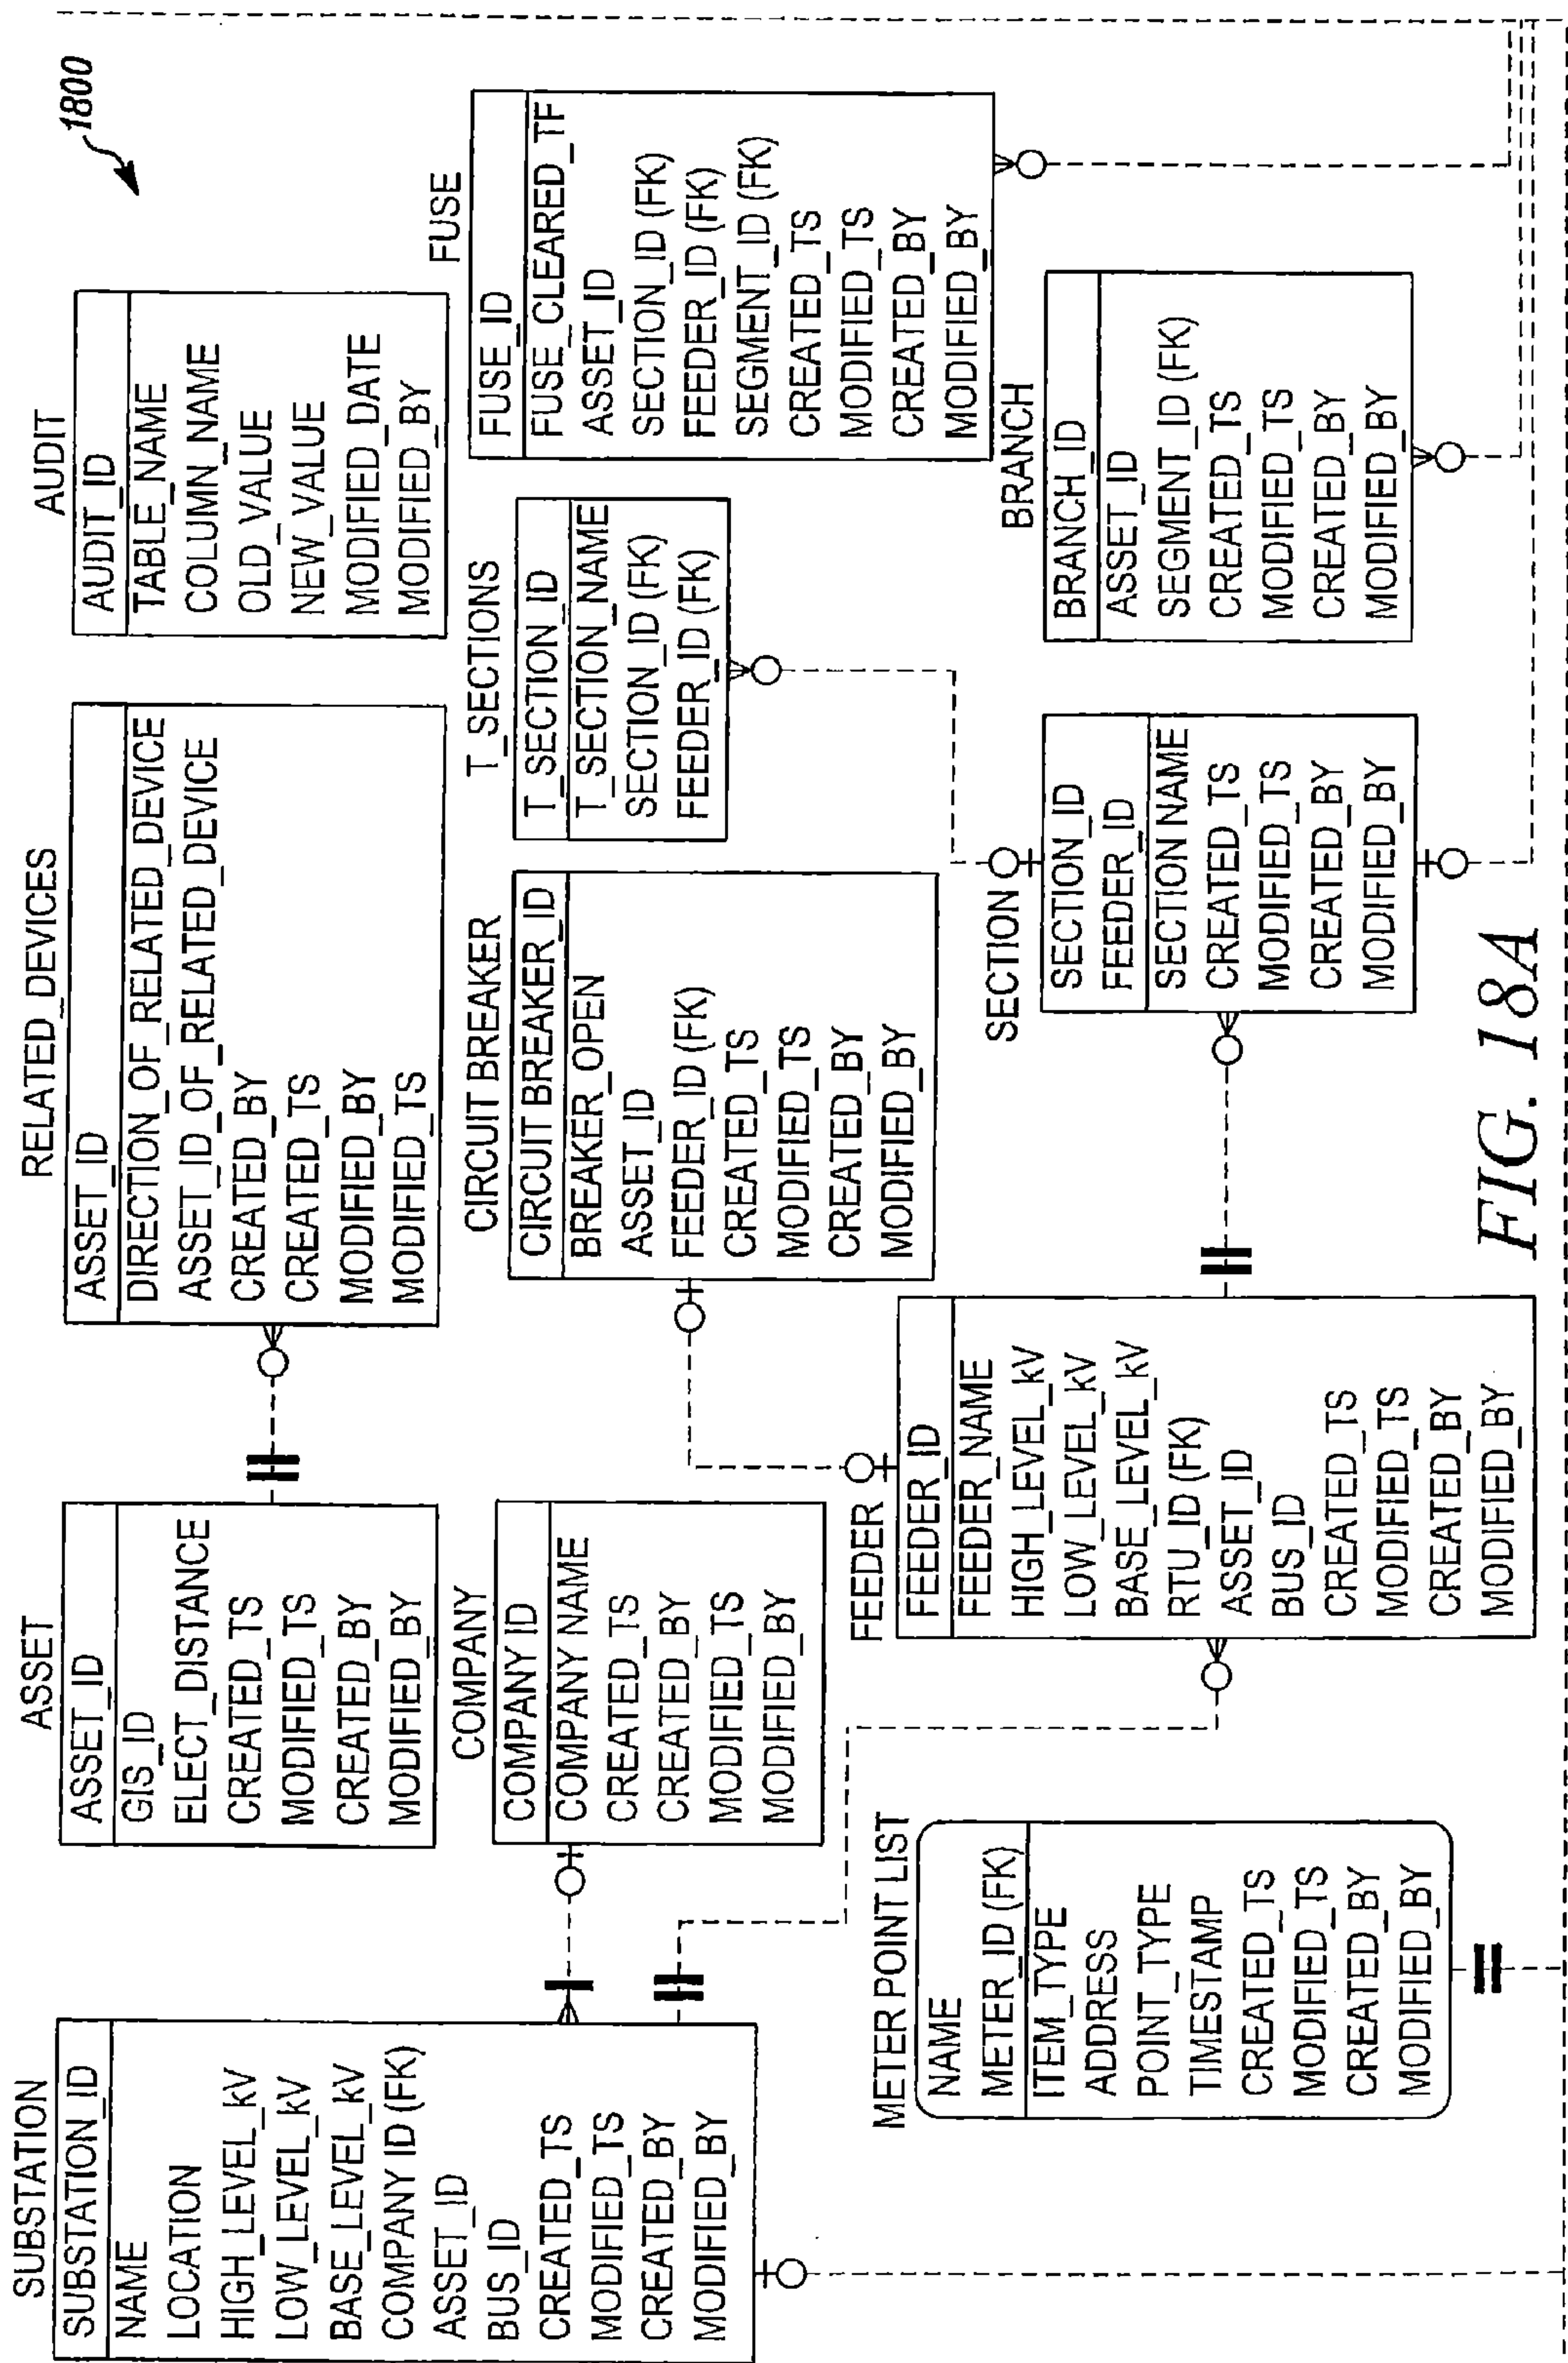 1800
SUBSTATION
SUBSTATION_ID
NAME
LOCATION
HIGH_LEVEL_kV
LOW_LEVEL_kV
BASE_LEVEL_kV
COMPANY ID (FK)
ASSET_ID
BUS_ID
CREATED_TS
MODIFIED_TS
CREATED_BY
MODIFIED_BY
ASSET
ASSET_ID
GIS_ID
ELECT_DISTANCE
CREATED_TS
MODIFIED_TS
CREATED_BY
MODIFIED_BY
RELATED_DEVICES
ASSET_ID
DIRECTION_OF_RELATED_DEVICE
ASSET_ID_OF_RELATED_DEVICE
CREATED_BY
CREATED_TS
MODIFIED_BY
MODIFIED_TS
AUDIT
AUDIT_ID
TABLE_NAME
COLUMN_NAME
OLD_VALUE
NEW_VALUE
MODIFIED_DATE
MODIFIED_BY
COMPANY
COMPANY ID
COMPANY NAME
CREATED_TS
CREATED_BY
MODIFIED_TS
MODIFIED_BY
CIRCUIT BREAKER
CIRCUIT BREAKER_ID
BREAKER_OPEN
ASSET_ID
FEEDER_ID (FK)
CREATED_TS
MODIFIED_TS
CREATED_BY
MODIFIED_BY
T_SECTIONS
T_SECTION_ID
T_SECTION_NAME
SECTION_ID (FK)
FEEDER_ID (FK)
FUSE
FUSE_ID
FUSE_CLEARED_TF
ASSET_ID
SECTION_ID (FK)
FEEDER_ID (FK)
SEGMENT_ID (FK)
CREATED_TS
MODIFIED_TS
CREATED_BY
MODIFIED_BY
METER POINT LIST
NAME
METER_ID (FK)
ITEM_TYPE
ADDRESS
POINT_TYPE
TIMESTAMP
CREATED_TS
MODIFIED_TS
CREATED_BY
MODIFIED_BY
FEEDER
FEEDER_ID
FEEDER_NAME
HIGH_LEVEL_kV
LOW_LEVEL_kV
BASE_LEVEL_kV
RTU_ID (FK)
ASSET_ID
BUS_ID
CREATED_TS
MODIFIED_TS
CREATED_BY
MODIFIED_BY
SECTION
SECTION_ID
FEEDER_ID
SECTION NAME
CREATED_TS
MODIFIED_TS
CREATED_BY
MODIFIED_BY
BRANCH
BRANCH_ID
ASSET_ID
SEGMENT_ID (FK)
CREATED_TS
MODIFIED_TS
CREATED_BY
MODIFIED_BY
FIG. 18A